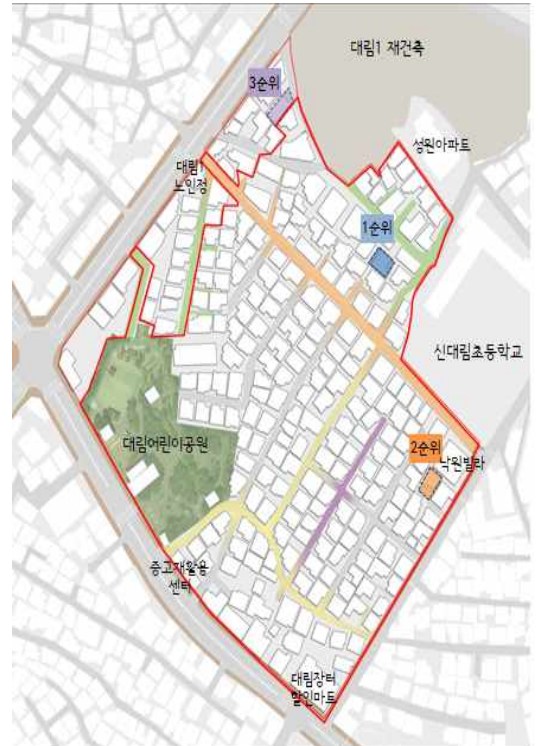 대림1 재건축
3순위
성원아파트
대림1
노인정
1순위
신대림초등학교
대림어린이공원
2순위
낙원빌라
중고재활용
센터
대림장터
할인마트